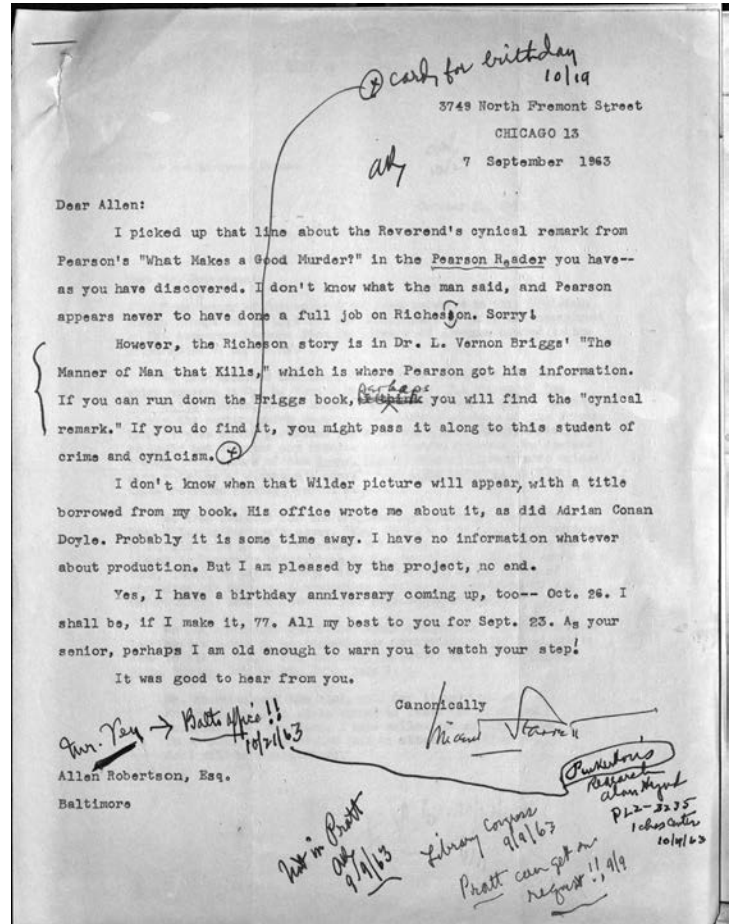 card for birthday
10/19
3749 North Fremont Street
CHICAGO 13
7 September 1963
Dear Allen:
I picked up that line about the Reverend's cynical remark from
Pearson's "What Makes a Good Murder?" in the Pearson Reader you have--
as you have discovered. I don't know what the man said, and Pearson
appears never to have done a full job on Richeson. Sorry!
However, the Richeson story is in Dr. L. Vernon Briggs' "The
Manner of Man that Kills," which is where Pearson got his information.
perhaps
If you can run down the Briggs book, you will find the "cynical
remark." If you do find it, you might pass it along to this student of
crime and cynicism.
I don't know when that Wilder picture will appear, with a title
borrowed from my book. His office wrote me about it, as did Adrian Conan
Doyle. Probably it is some time away. I have no information whatever
about production. But I am pleased by the project, no end.
Yes, I have a birthday anniversary coming up, too-- Oct. 26. I
shall be, if I make it, 77. All my best to you for Sept. 23. As your
senior, perhaps I am old enough to warn you to watch your step!
It was good to hear from you.
Canonically
Vincent Starrett
Mr. → Balto office!!
10/21/63
Allen Robertson, Esq.
Baltimore
Pinkerton's
Research
PL2-3235
1 Chas Center
Not in Pratt
9/9/63
Library Congress
9/9/63
Pratt can get on
request!! 9/9